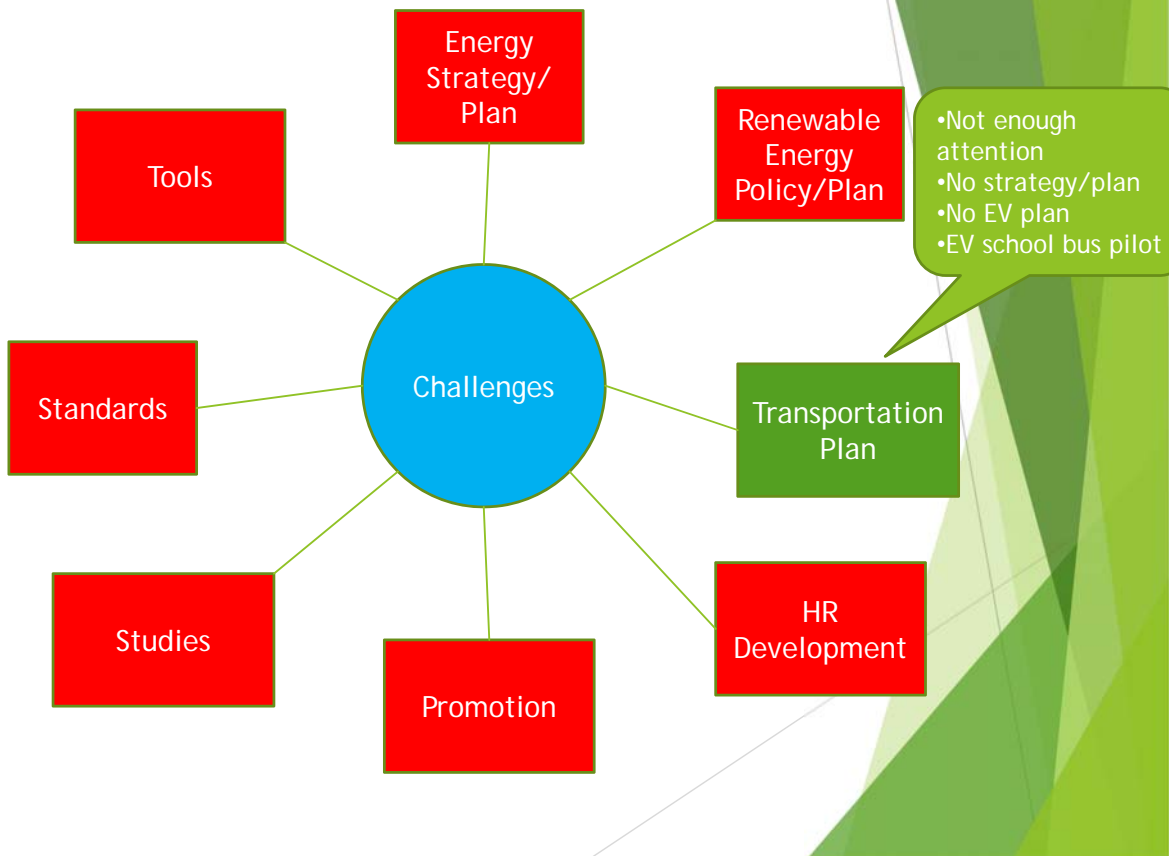 Energy
Strategy/
Plan
Renewable
Energy
Policy/Plan
•Not enough
attention
•No strategy/plan
•No EV plan
•EV school bus pilot
Tools
Standards
Challenges
Transportation
Plan
Studies
HR
Development
Promotion